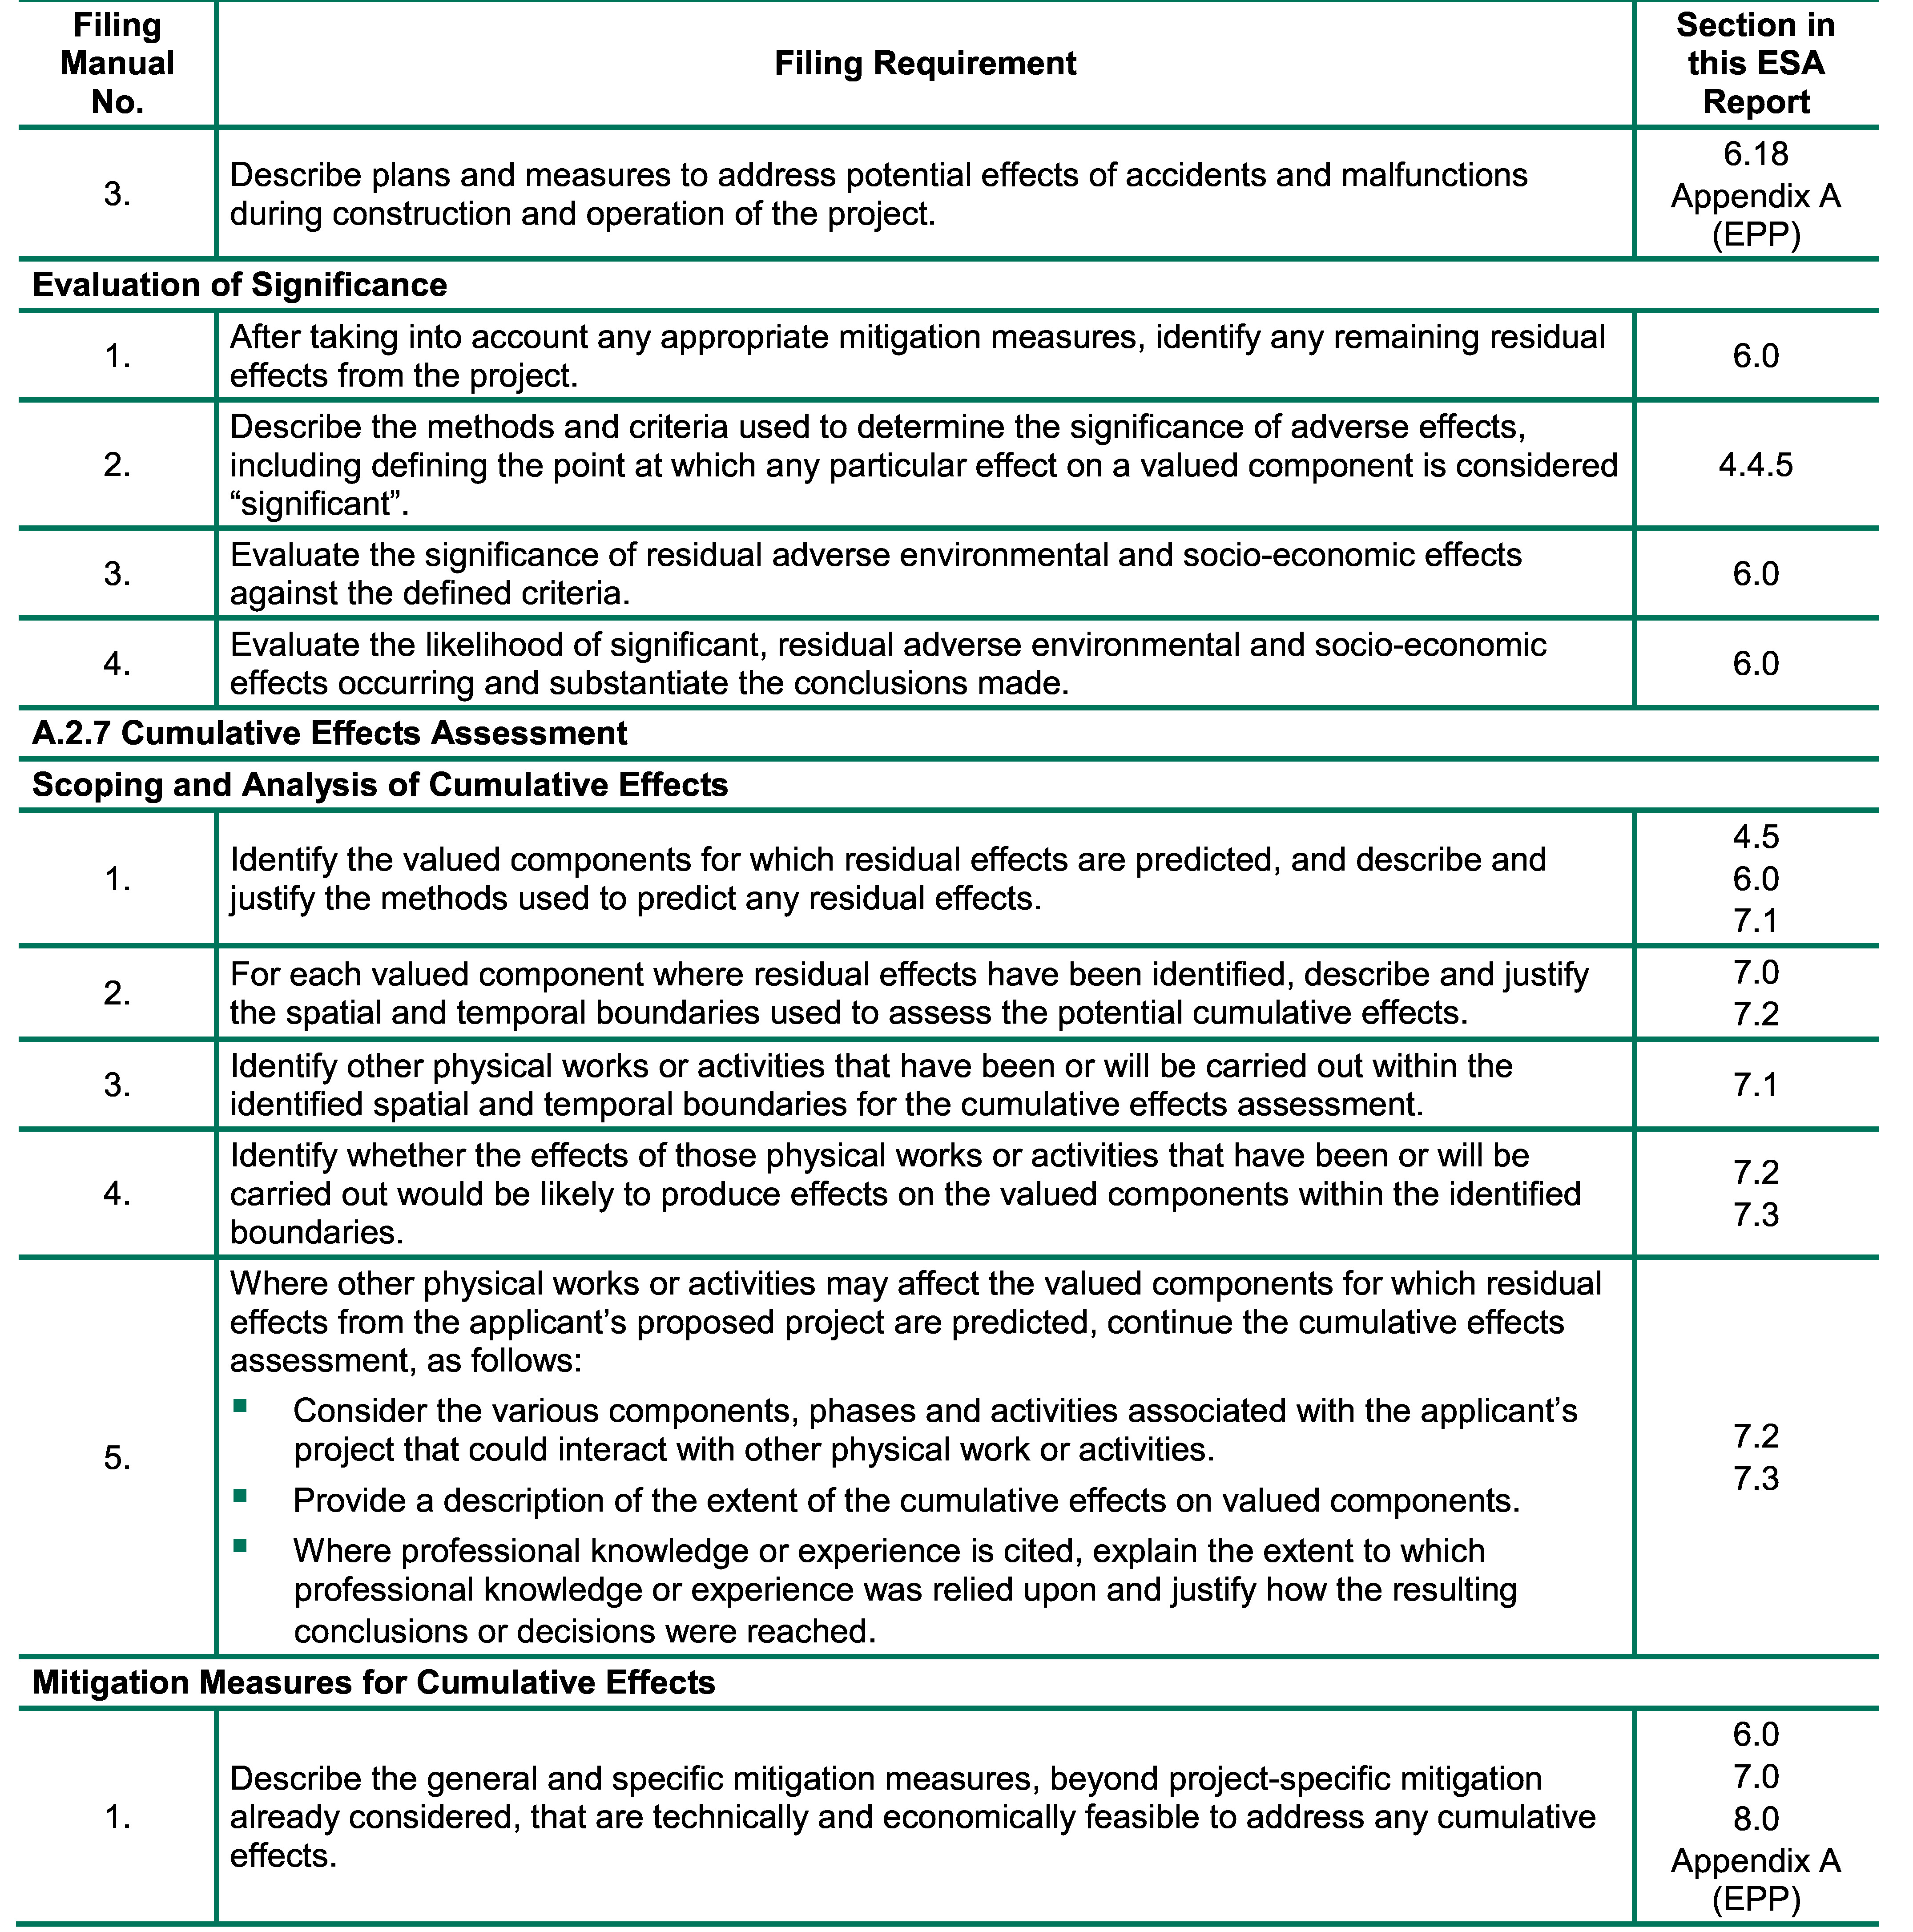 Filing
Manual
No.
Filing Requirement
Section in
this ESA
Report
3.
Describe plans and measures to address potential effects of accidents and malfunctions
during construction and operation of the project.
6.18
Appendix A
(EPP)
Evaluation of Significance
1.
After taking into account any appropriate mitigation measures, identify any remaining residual
effects from the project.
6.0
2.
Describe the methods and criteria used to determine the significance of adverse effects,
including defining the point at which any particular effect on a valued component is considered
“significant”.
4.4.5
3.
Evaluate the significance of residual adverse environmental and socio-economic effects
against the defined criteria.
6.0
4.
Evaluate the likelihood of significant, residual adverse environmental and socio-economic
effects occurring and substantiate the conclusions made.
6.0
A.2.7 Cumulative Effects Assessment
Scoping and Analysis of Cumulative Effects
1.
Identify the valued components for which residual effects are predicted, and describe and
justify the methods used to predict any residual effects.
4.5
6.0
7.1
2.
For each valued component where residual effects have been identified, describe and justify
the spatial and temporal boundaries used to assess the potential cumulative effects.
7.0
7.2
3.
Identify other physical works or activities that have been or will be carried out within the
identified spatial and temporal boundaries for the cumulative effects assessment.
7.1
4.
Identify whether the effects of those physical works or activities that have been or will be
carried out would be likely to produce effects on the valued components within the identified
boundaries.
7.2
7.3
5.
Where other physical works or activities may affect the valued components for which residual
effects from the applicant’s proposed project are predicted, continue the cumulative effects
assessment, as follows:
▪ Consider the various components, phases and activities associated with the applicant’s
project that could interact with other physical work or activities.
▪ Provide a description of the extent of the cumulative effects on valued components.
▪ Where professional knowledge or experience is cited, explain the extent to which
professional knowledge or experience was relied upon and justify how the resulting
conclusions or decisions were reached.
7.2
7.3
Mitigation Measures for Cumulative Effects
1.
Describe the general and specific mitigation measures, beyond project-specific mitigation
already considered, that are technically and economically feasible to address any cumulative
effects.
6.0
7.0
8.0
Appendix A
(EPP)